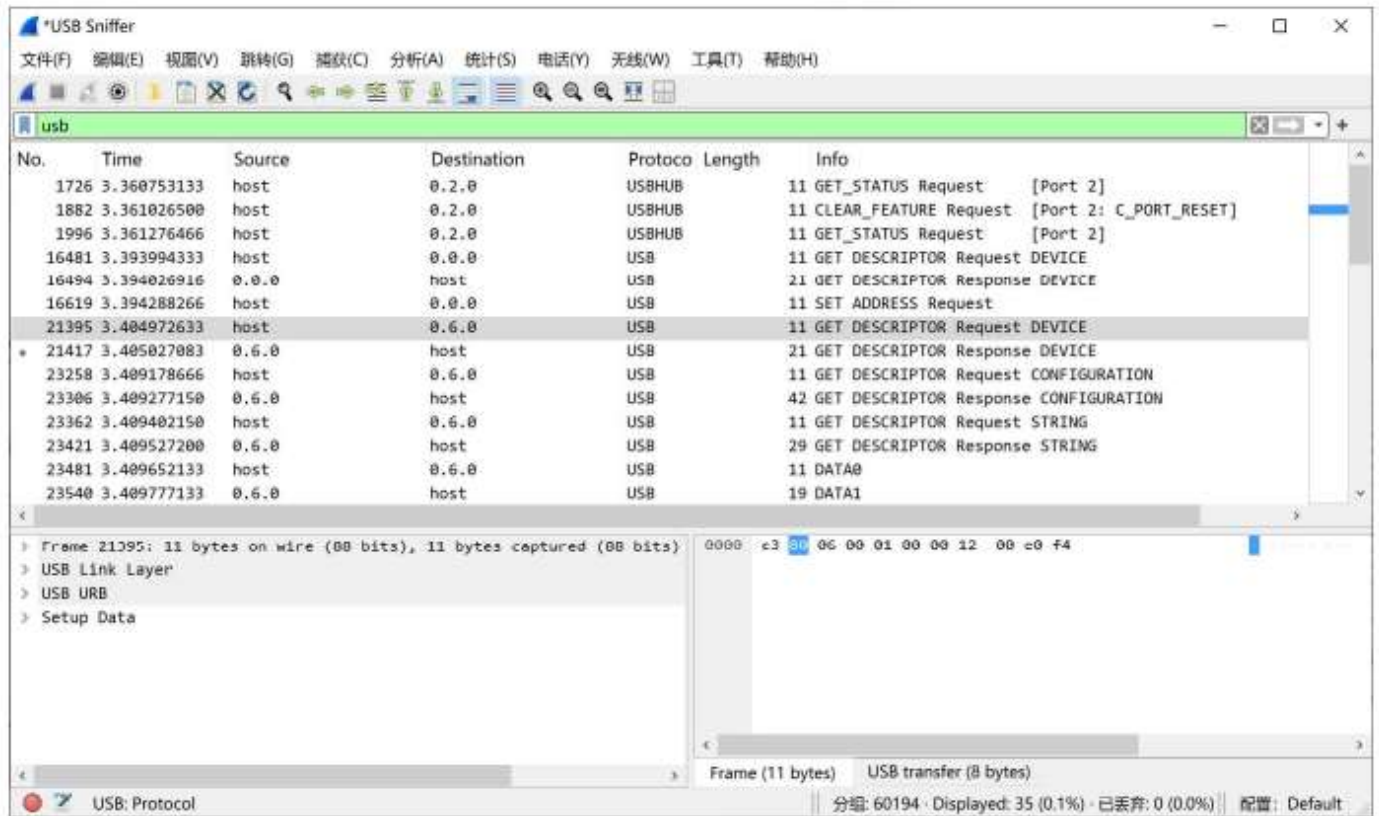 *USB Sniffer
文件(F) 编辑(E) 视图(V) 跳转(G) 捕获(C) 分析(A) 统计(S) 电话(Y) 无线(W) 工具(T) 帮助(H)
usb
No. Time Source Destination Protoco Length Info
1726 3.360753133 host 0.2.0 USBHUB 11 GET_STATUS Request [Port 2]
1882 3.361026500 host 0.2.0 USBHUB 11 CLEAR_FEATURE Request [Port 2: C_PORT_RESET]
1996 3.361276466 host 0.2.0 USBHUB 11 GET_STATUS Request [Port 2]
16481 3.393994333 host 0.0.0 USB 11 GET DESCRIPTOR Request DEVICE
16494 3.394026916 0.0.0 host USB 21 GET DESCRIPTOR Response DEVICE
16619 3.394288266 host 0.0.0 USB 11 SET ADDRESS Request
21395 3.404972633 host 0.6.0 USB 11 GET DESCRIPTOR Request DEVICE
21417 3.405027083 0.6.0 host USB 21 GET DESCRIPTOR Response DEVICE
23258 3.409178666 host 0.6.0 USB 11 GET DESCRIPTOR Request CONFIGURATION
23306 3.409277150 0.6.0 host USB 42 GET DESCRIPTOR Response CONFIGURATION
23362 3.409402150 host 0.6.0 USB 11 GET DESCRIPTOR Request STRING
23421 3.409527200 0.6.0 host USB 29 GET DESCRIPTOR Response STRING
23481 3.409652133 host 0.6.0 USB 11 DATA0
23540 3.409777133 0.6.0 host USB 19 DATA1
Frame 21395: 11 bytes on wire (88 bits), 11 bytes captured (88 bits)
USB Link Layer
USB URB
Setup Data
0000 c3 80 06 00 01 00 00 12 00 e0 f4
Frame (11 bytes) USB transfer (8 bytes)
USB: Protocol 分组: 60194 · Displayed: 35 (0.1%) · 已丢弃: 0 (0.0%) 配置: Default